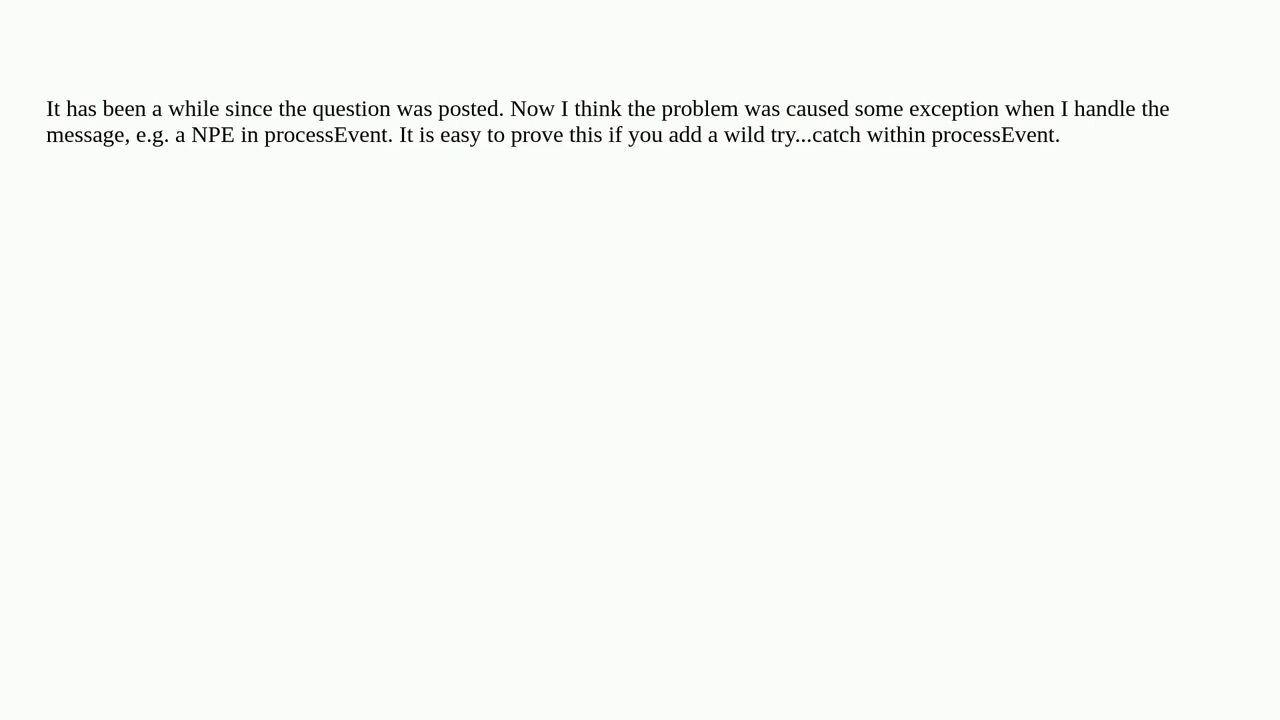 It has been a while since the question was posted. Now I think the problem was caused some exception when I handle the
message, e.g. a NPE in processEvent. It is easy to prove this if you add a wild try...catch within processEvent.